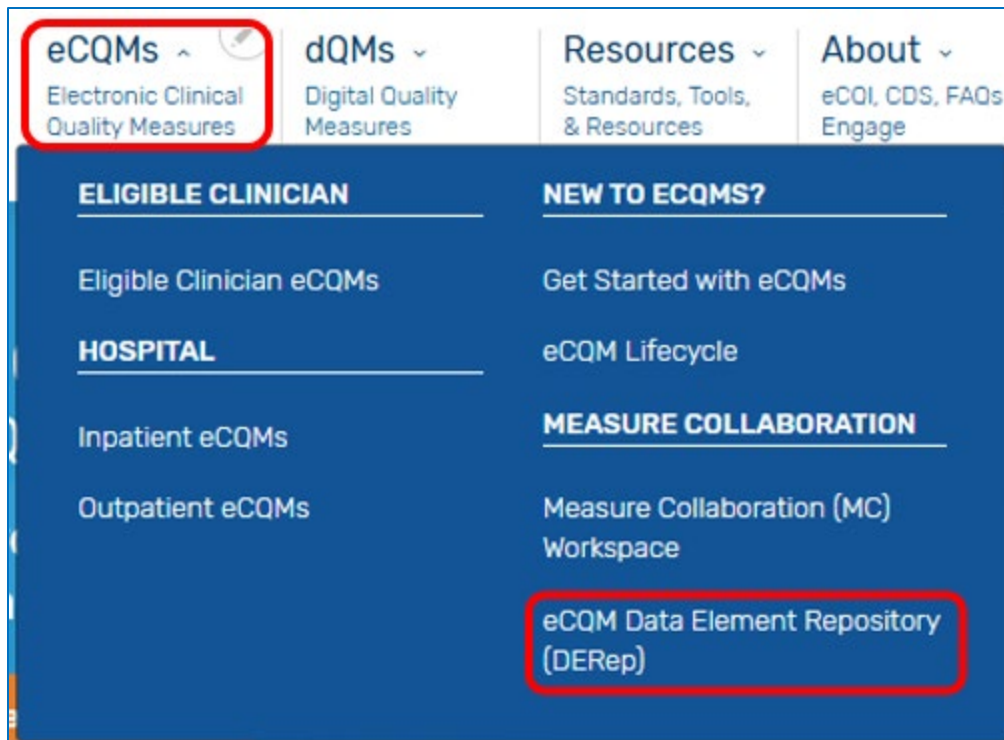 eCQMs
Electronic Clinical
Quality Measures
dQMs
Digital Quality
Measures
Resources
Standards, Tools,
& Resources
About
eCQI, CDS, FAQs
Engage
ELIGIBLE CLINICIAN
Eligible Clinician eCQMs
HOSPITAL
Inpatient eCQMs
Outpatient eCQMs
NEW TO ECQMS?
Get Started with eCQMs
eCQM Lifecycle
MEASURE COLLABORATION
Measure Collaboration (MC)
Workspace
eCQM Data Element Repository
(DERep)